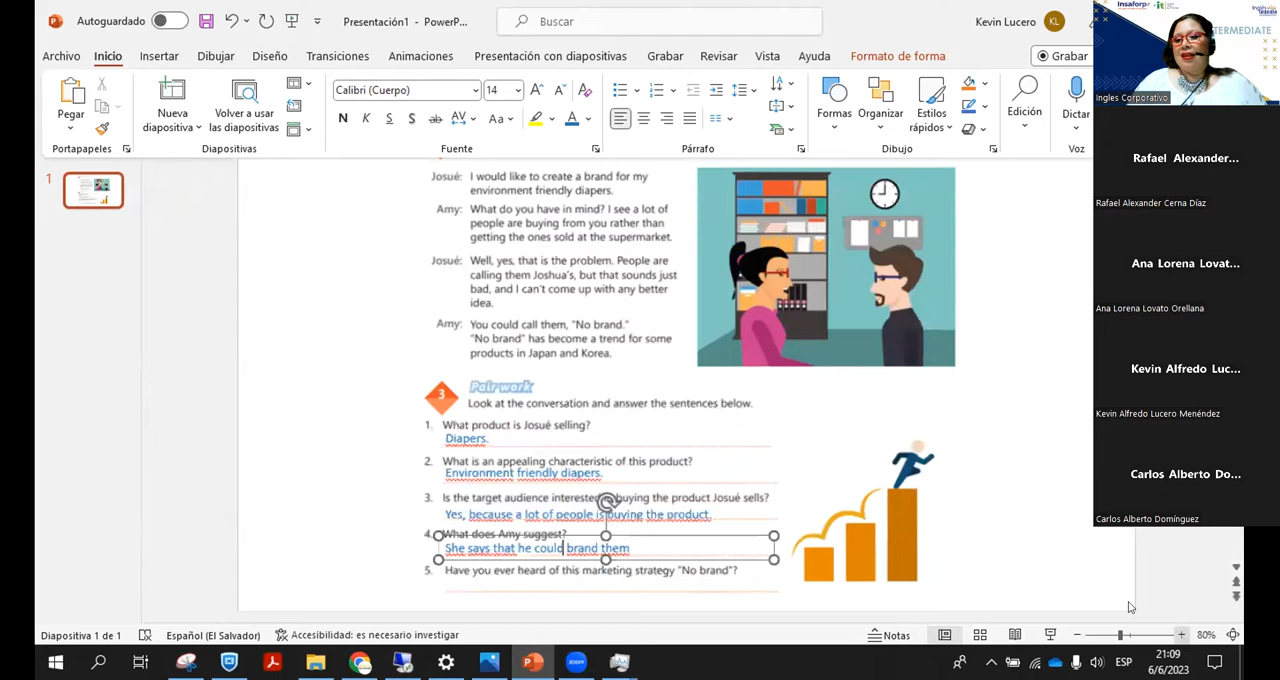 Autoguardado
Presentación1 - PowerP...
Buscar
Kevin Lucero
KL
Archivo
Inicio
Insertar
Dibujar
Diseño
Transiciones
Animaciones
entación con diapositivas
Grabar
Revisar
Vista
Ayuda
Formato de forma
Grabar
Pegar
Nueva diapositiva
Volver a usar las diapositivas
Calibri (Cuerpo)
14
N K S S ab AV Aa A
Formas
Organizar
Estilos rápidos
Edición
Dictar
Portapapeles
Diapositivas
Fuente
Párrafo
Dibujo
Voz
1
Josué: I would like to create a brand for my
environment friendly diapers.
Amy: What do you have in mind? I see a lot of
people are buying from you rather than
getting the ones sold at the supermarket.
Josué: Well, yes, that is the problem. People are
calling them Joshua's, but that sounds just
bad, and I can't come up with any better
idea.
Amy: You could call them, "No brand."
"No brand" has become a trend for some
products in Japan and Korea.
3
Pair work
Look at the conversation and answer the sentences below.
1. What product is Josué selling?
Diapers.
2. What is an appealing characteristic of this product?
Environment friendly diapers.
3. Is the target audience interested buying the product Josué sells?
Yes, because a lot of people is buying the product.
4. What does Amy suggest?
She says that he could brand them
5. Have you ever heard of this marketing strategy "No brand"?
Insaforp
TERMEDIATE
Ingles Corporativo
Rafael Alexander...
Rafael Alexander Cerna Díaz
Ana Lorena Lovat...
Ana Lorena Lovato Orellana
Kevin Alfredo Luc...
Kevin Alfredo Lucero Menéndez
Carlos Alberto Do...
Carlos Alberto Domínguez
Diapositiva 1 de 1
Español (El Salvador)
Accesibilidad: es necesario investigar
Notas
80%
zoom
ESP
21:09
6/6/2023